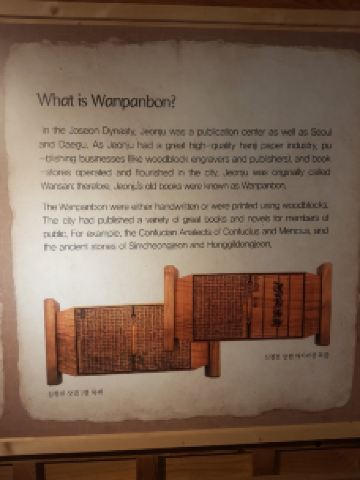 What is Wanpanbon?
In the Joseon Dynasty, Jeonju was a publication center as well as Seoul
and Daegu. As Jeonju had a great high-quality hanji paper industry, pu
-blishing businesses (like woodblock engravers and publishers), and book
-stores operated and flourished in the city. Jeonju was originally called
Wansan; therefore, Jeonju's old books were known as Wanpanbon.
The Wanpanbon were either handwritten or were printed using woodblocks.
The city had published a variety of great books and novels for members of
public. For example, the Confucian Analects of Confucius and Mencius, and
the ancient stories of Simcheongjeon and Hongglldongjeon.